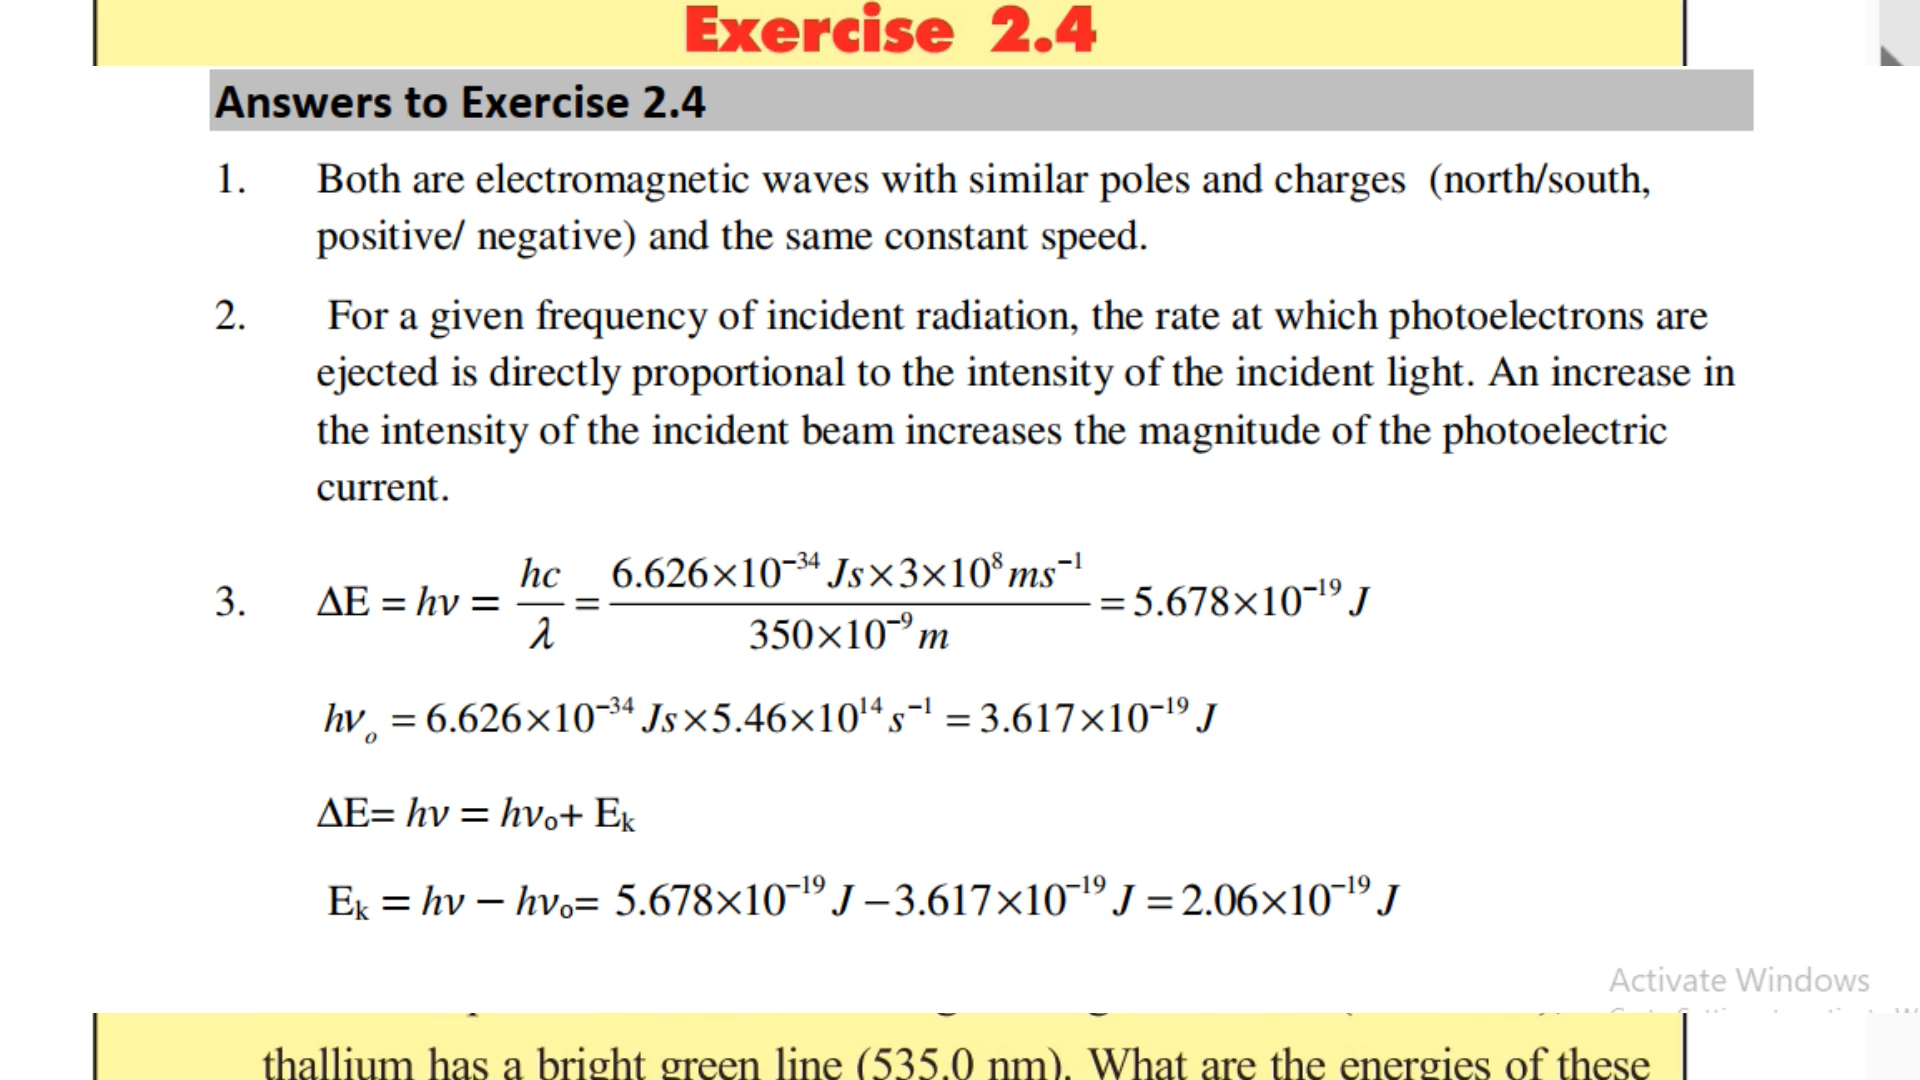 Exercise 2.4
Answers to Exercise 2.4
1. Both are electromagnetic waves with similar poles and charges (north/south,
positive/ negative) and the same constant speed.
2. For a given frequency of incident radiation, the rate at which photoelectrons are
ejected is directly proportional to the intensity of the incident light. An increase in
the intensity of the incident beam increases the magnitude of the photoelectric
current.
3. ΔE = hν = hc/λ = (6.626×10⁻³⁴ Js×3×10⁸ ms⁻¹)/(350×10⁻⁹ m) = 5.678×10⁻¹⁹ J
hνₒ = 6.626×10⁻³⁴ Js×5.46×10¹⁴ s⁻¹ = 3.617×10⁻¹⁹ J
ΔE= hν = hνₒ+ Eₖ
Eₖ = hν – hνₒ= 5.678×10⁻¹⁹ J – 3.617×10⁻¹⁹ J = 2.06×10⁻¹⁹ J
Activate Windows
thallium has a bright green line (535.0 nm). What are the energies of these